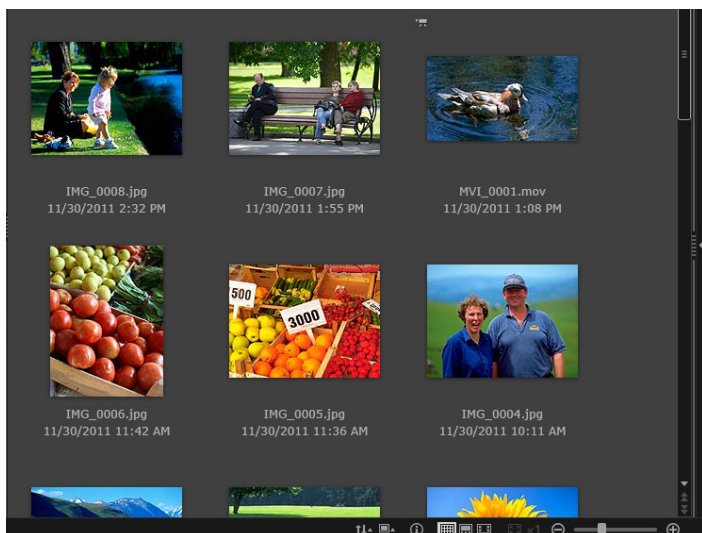 IMG_0008.jpg
11/30/2011 2:32 PM
IMG_0007.jpg
11/30/2011 1:55 PM
MVI_0001.mov
11/30/2011 1:08 PM
1500
3000
IMG_0006.jpg
11/30/2011 11:42 AM
IMG_0005.jpg
11/30/2011 11:36 AM
IMG_0004.jpg
11/30/2011 10:11 AM
x1